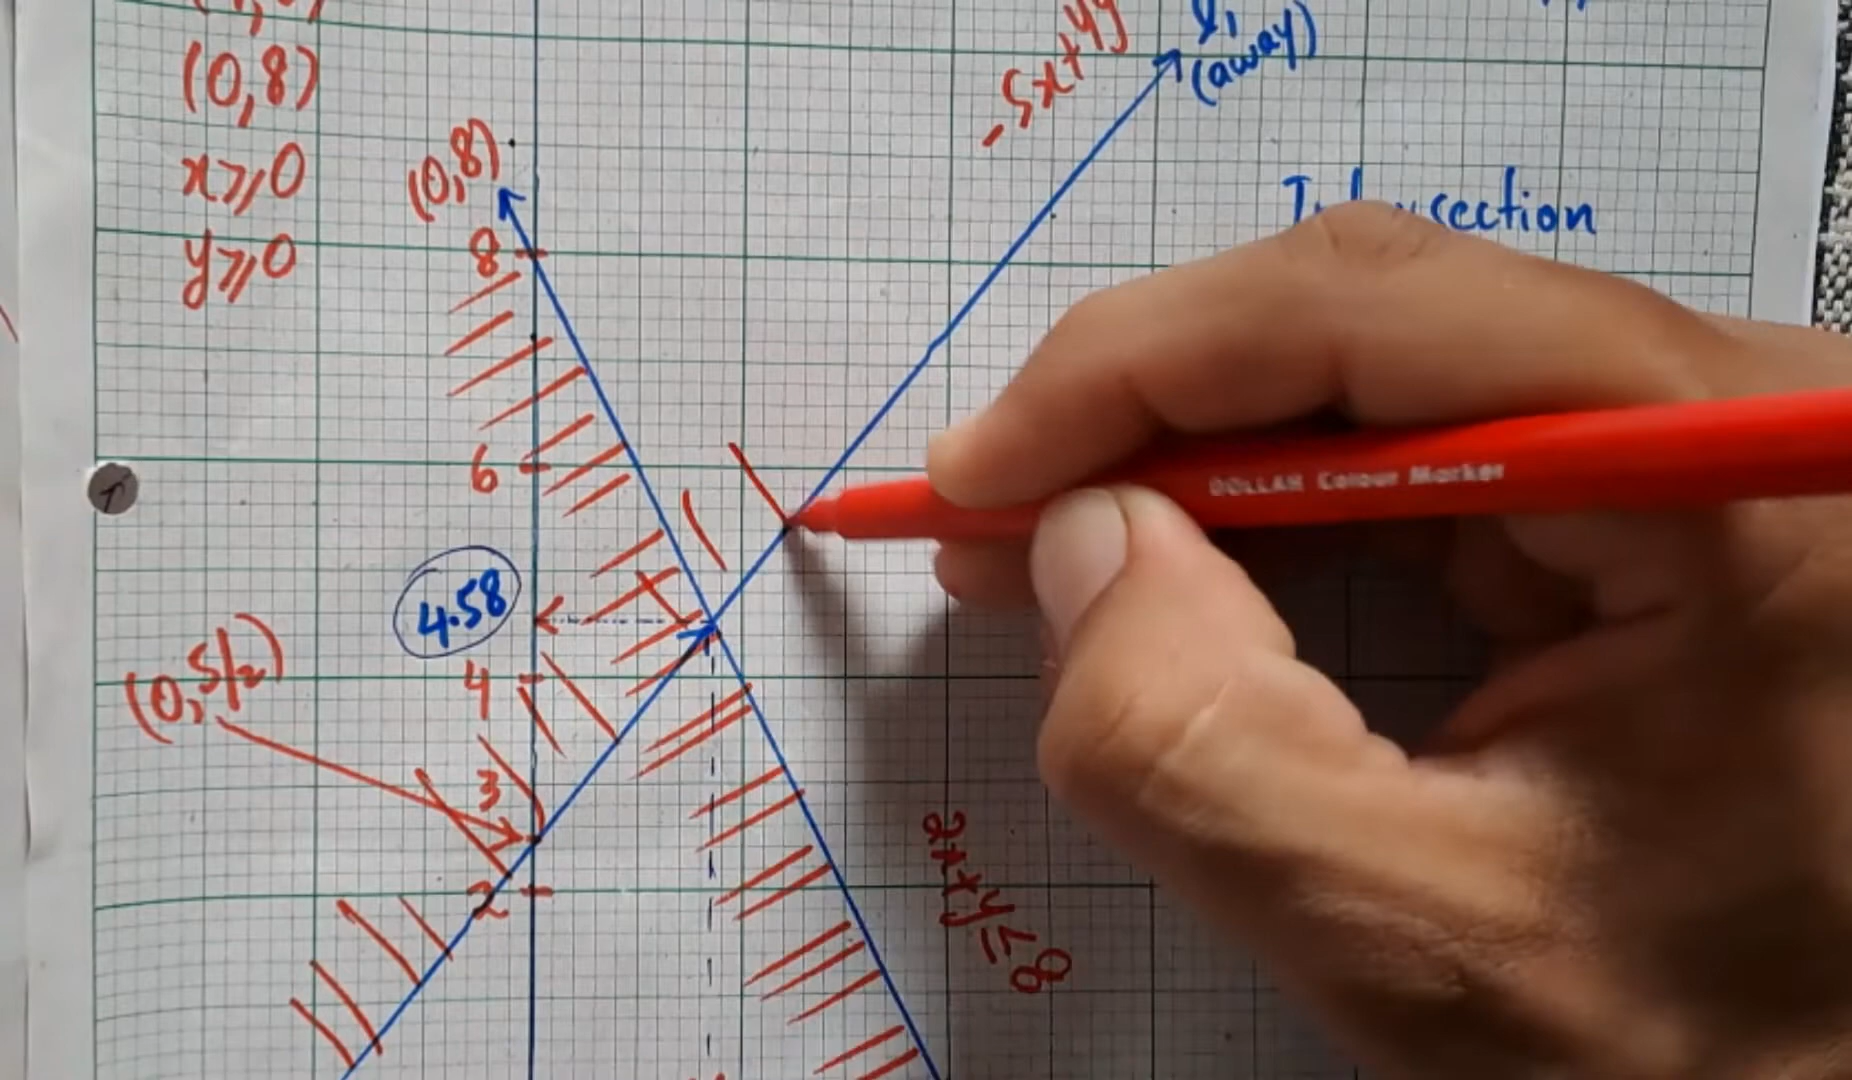 (0,8)
x⩾0
y⩾0
(0,8)
8
6
4.58
4
(0,5/2)
3
2
-5x+4y
l₁
(away)
2x+y≤8
DOLLAR Colour Marker